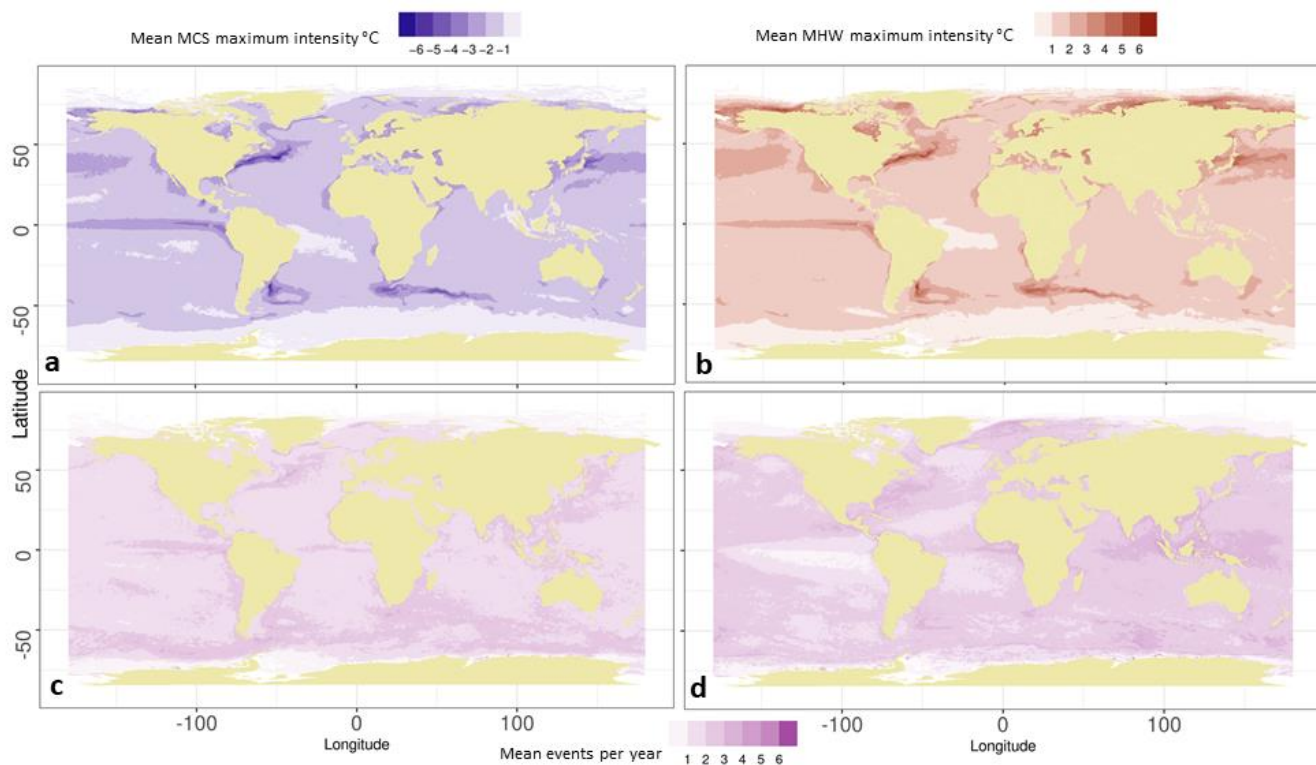 Mean MCS maximum intensity °C
−6 −5 −4 −3 −2 −1
Mean MHW maximum intensity °C
1 2 3 4 5 6
50
0
-50
Latitude
a
b
50
0
-50
c
d
-100 0 100
Longitude
-100 0 100
Longitude
Mean events per year
1 2 3 4 5 6